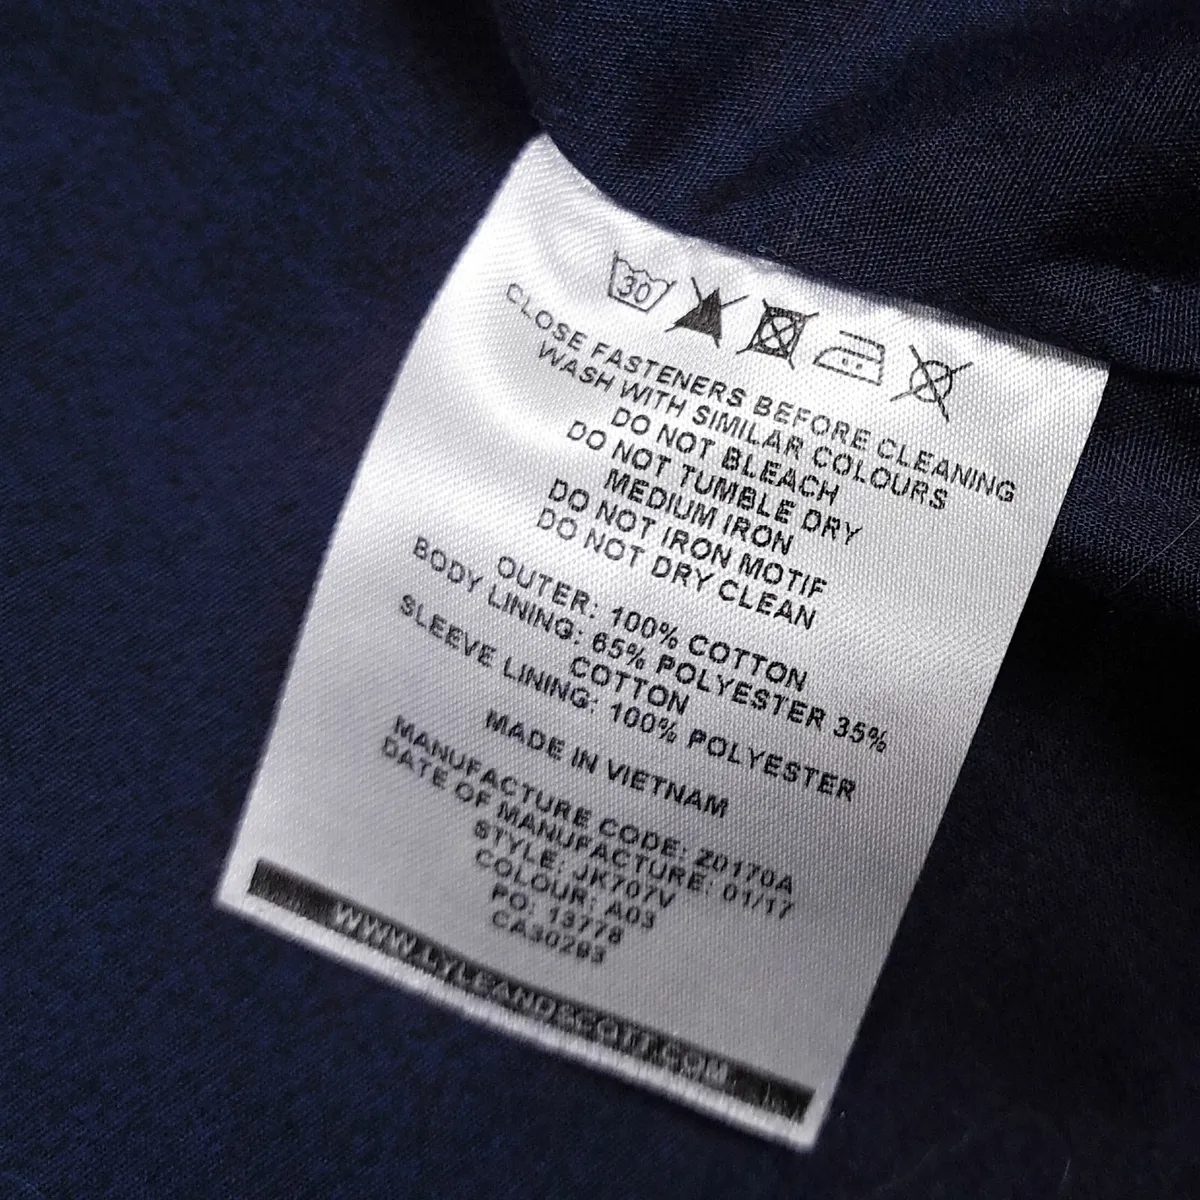 30
CLOSE FASTENERS BEFORE CLEANING
WASH WITH SIMILAR COLOURS
DO NOT BLEACH
DO NOT TUMBLE DRY
MEDIUM IRON
DO NOT IRON MOTIF
DO NOT DRY CLEAN
OUTER: 100% COTTON
BODY LINING: 65% POLYESTER 35%
COTTON
SLEEVE LINING: 100% POLYESTER
MADE IN VIETNAM
MANUFACTURE CODE: Z0170A
DATE OF MANUFACTURE: 01/17
STYLE: JK707V
COLOUR: A03
PO: 13778
CA30293
WWW.LYLEANDSCOTT.COM